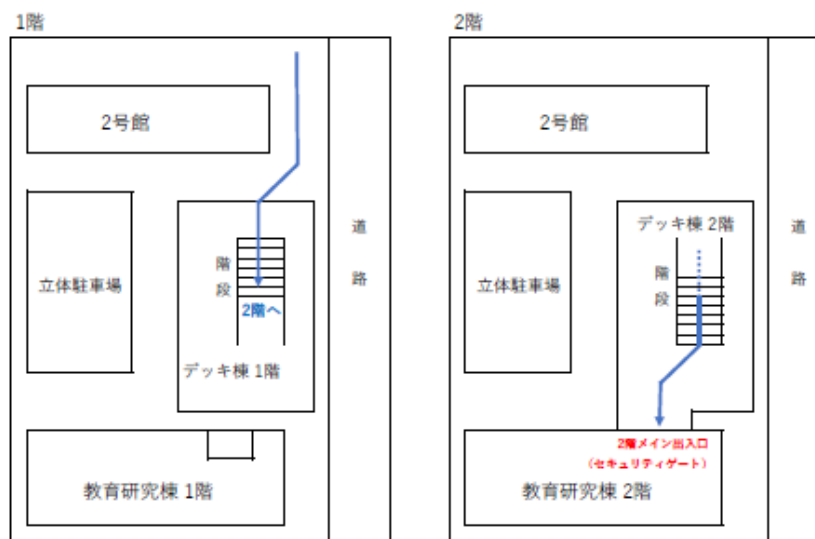 1階
2号館
道
路
階
段
立体駐車場
2階へ
デッキ棟 1階
教育研究棟 1階
2階
2号館
道
路
デッキ棟 2階
階
段
立体駐車場
2階メイン出入口
（セキュリティゲート）
教育研究棟 2階